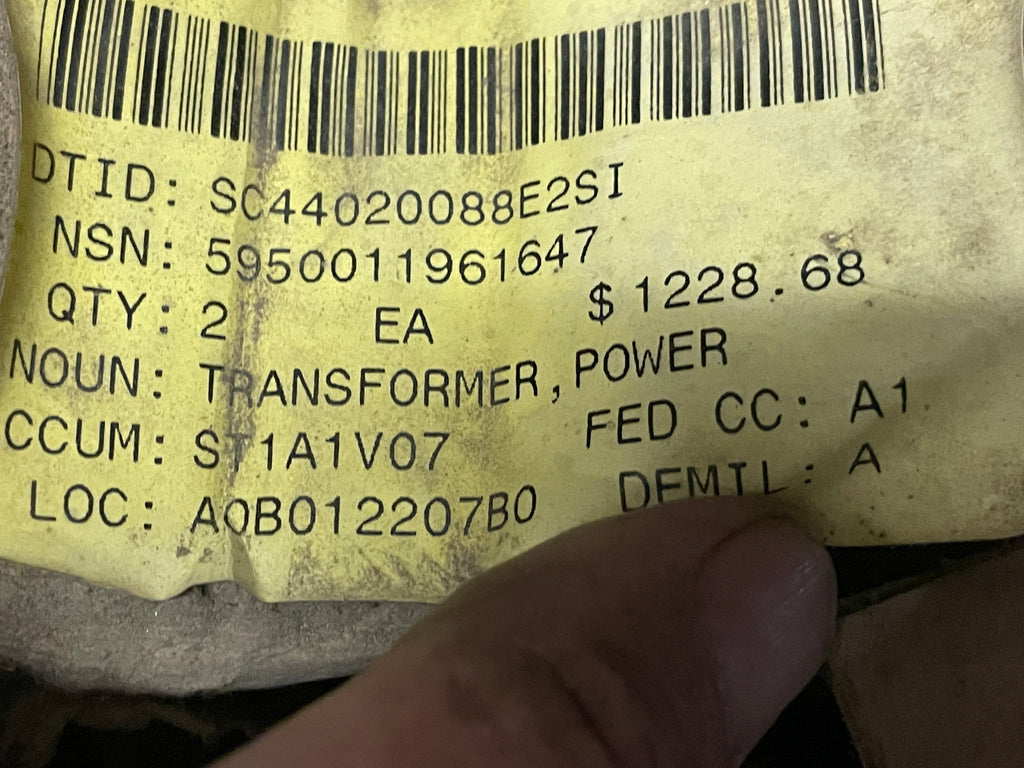 DTID: SC44020088E2SI
NSN: 5950011961647
QTY: 2 EA $ 1228.68
NOUN: TRANSFORMER, POWER
CCUM: ST1A1V07 FED CC: A1
LOC: A0B012207B0 DEMIL: A